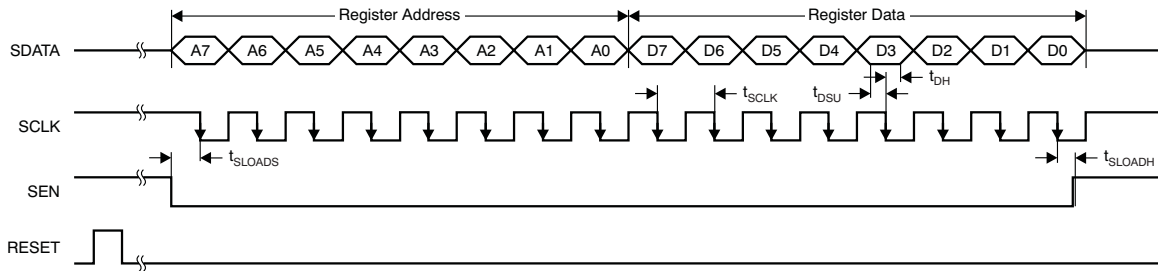 Register Address
Register Data
SDATA
A7 A6 A5 A4 A3 A2 A1 A0 D7 D6 D5 D4 D3 D2 D1 D0
tSCLK
tDSU
tDH
SCLK
tSLOADS
tSLOADH
SEN
RESET